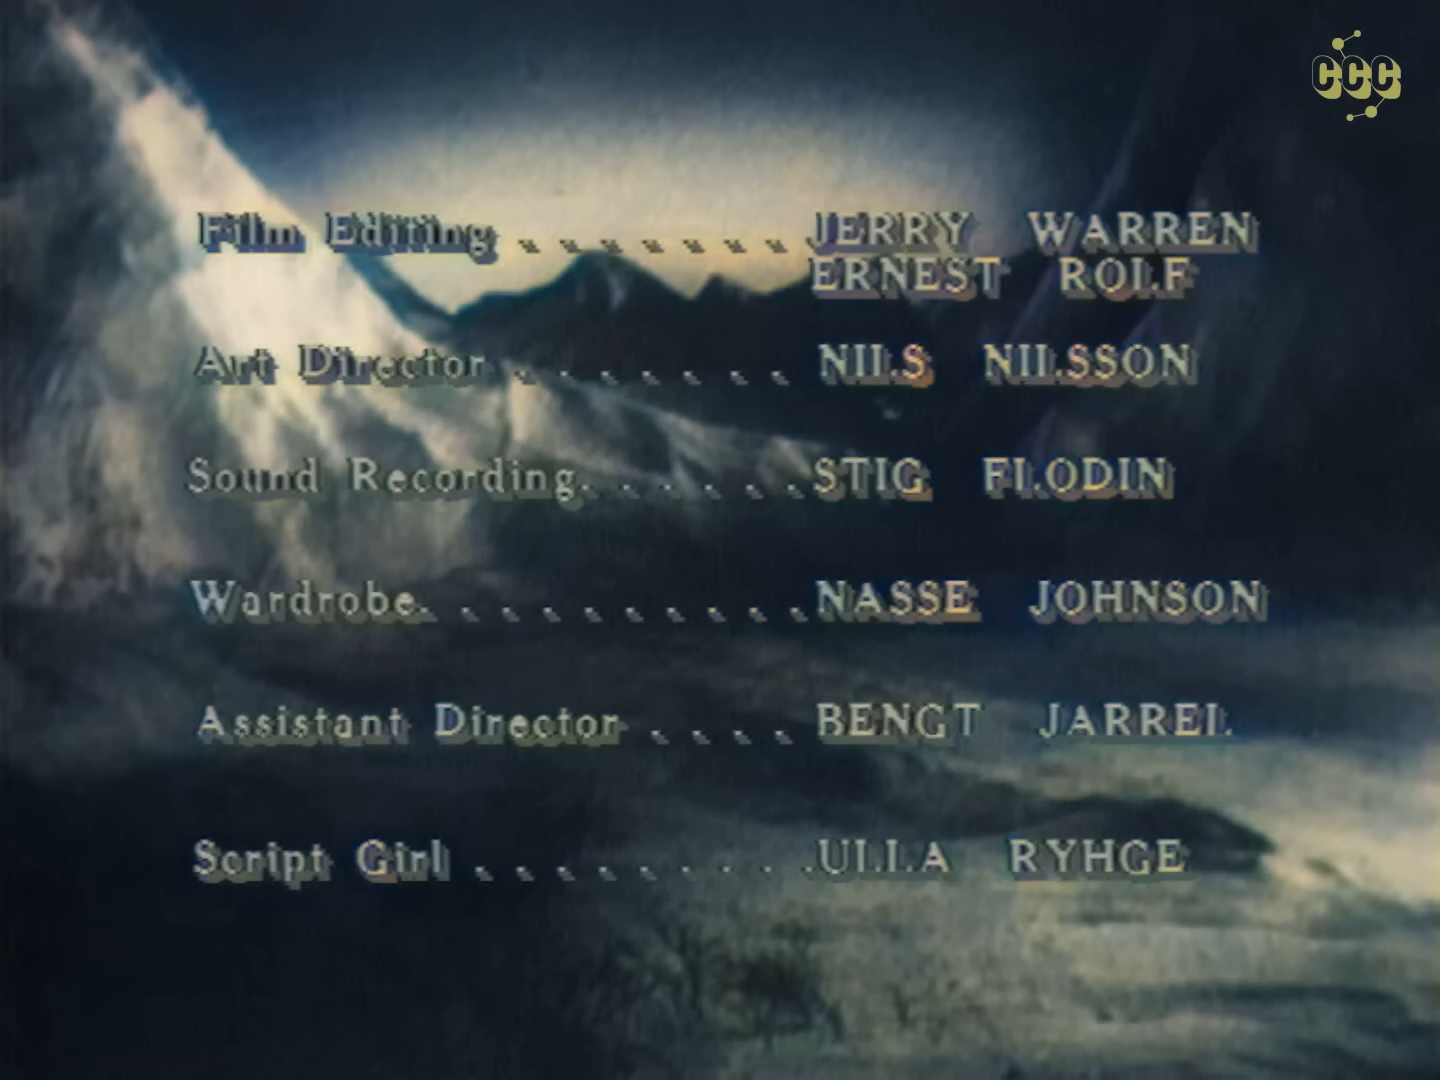 CCC
Film Editing . . . . . . . JERRY WARREN
ERNEST ROLF
Art Director . . . . . . . NILS NILSSON
Sound Recording. . . . . . STIG FLODIN
Wardrobe. . . . . . . . . . NASSE JOHNSON
Assistant Director . . . . BENGT JARREL
Script Girl . . . . . . . . . ULLA RYHGE